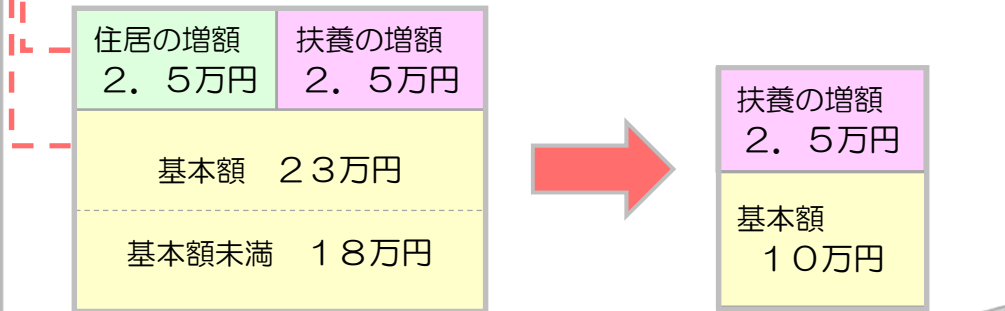 住居の増額
２．５万円
扶養の増額
２．５万円
基本額　２３万円
基本額未満　１８万円
扶養の増額
２．５万円
基本額
１０万円